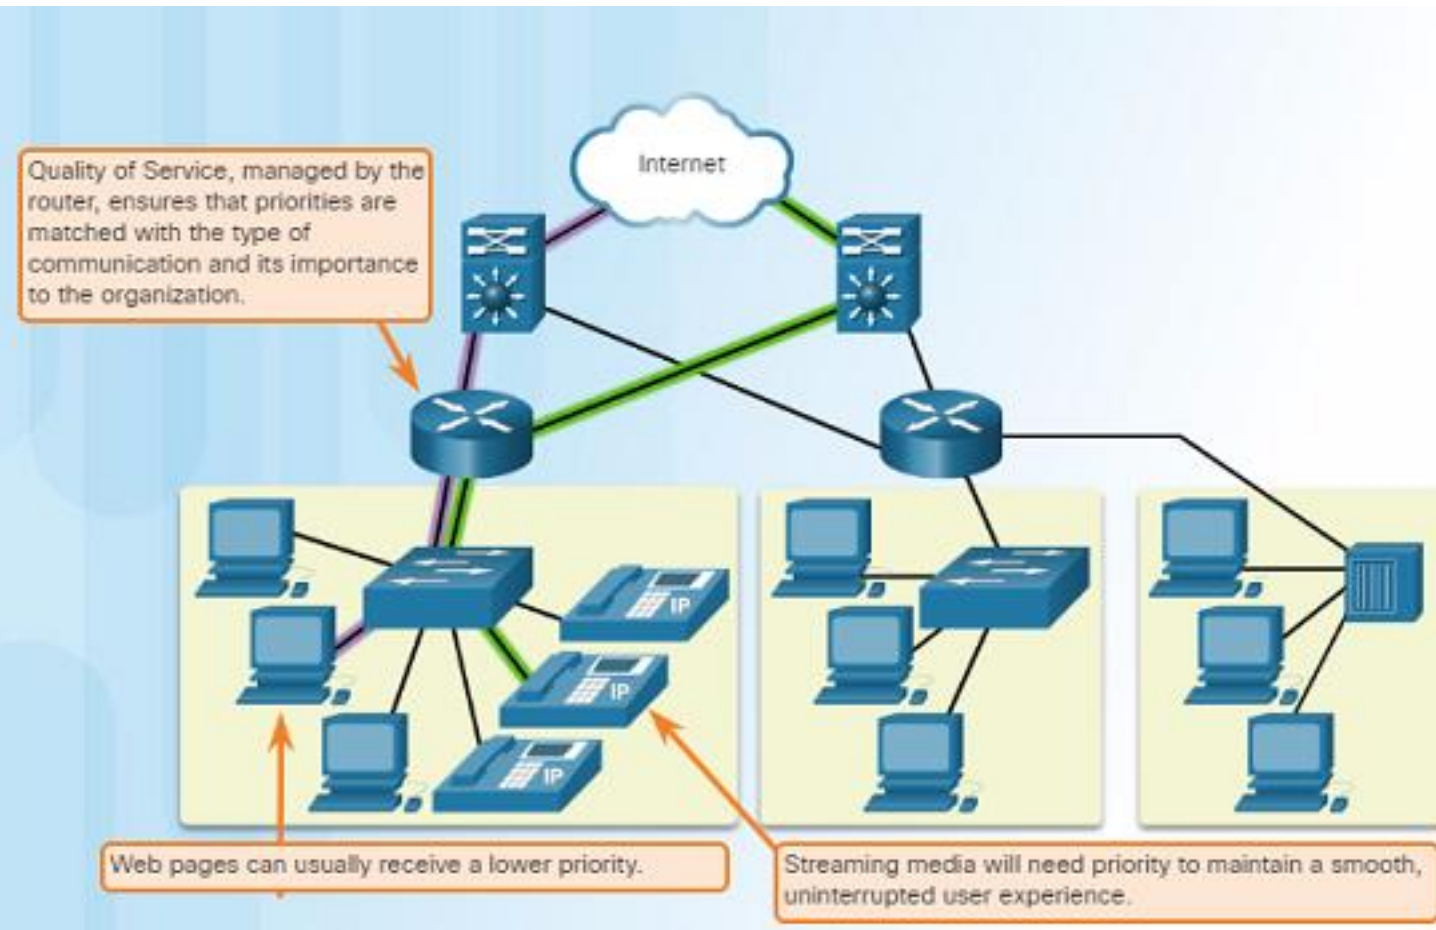 Internet
Quality of Service, managed by the
router, ensures that priorities are
matched with the type of
communication and its importance
to the organization.
IP
IP
IP
Web pages can usually receive a lower priority.
Streaming media will need priority to maintain a smooth,
uninterrupted user experience.